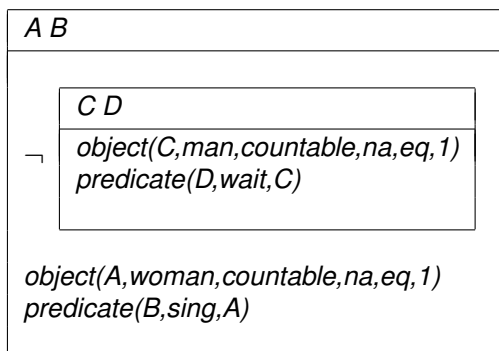 A B
C D
¬
object(C,man,countable,na,eq,1)
predicate(D,wait,C)
object(A,woman,countable,na,eq,1)
predicate(B,sing,A)